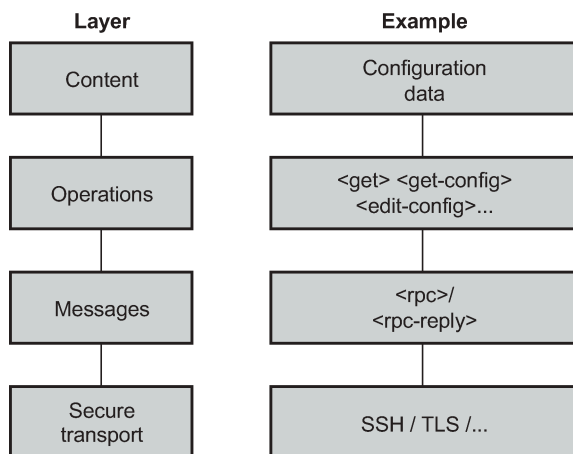 Layer Example
Content
Configuration
data
Operations
<get> <get-config>
<edit-config>...
Messages
<rpc>/
<rpc-reply>
Secure
transport
SSH / TLS /...